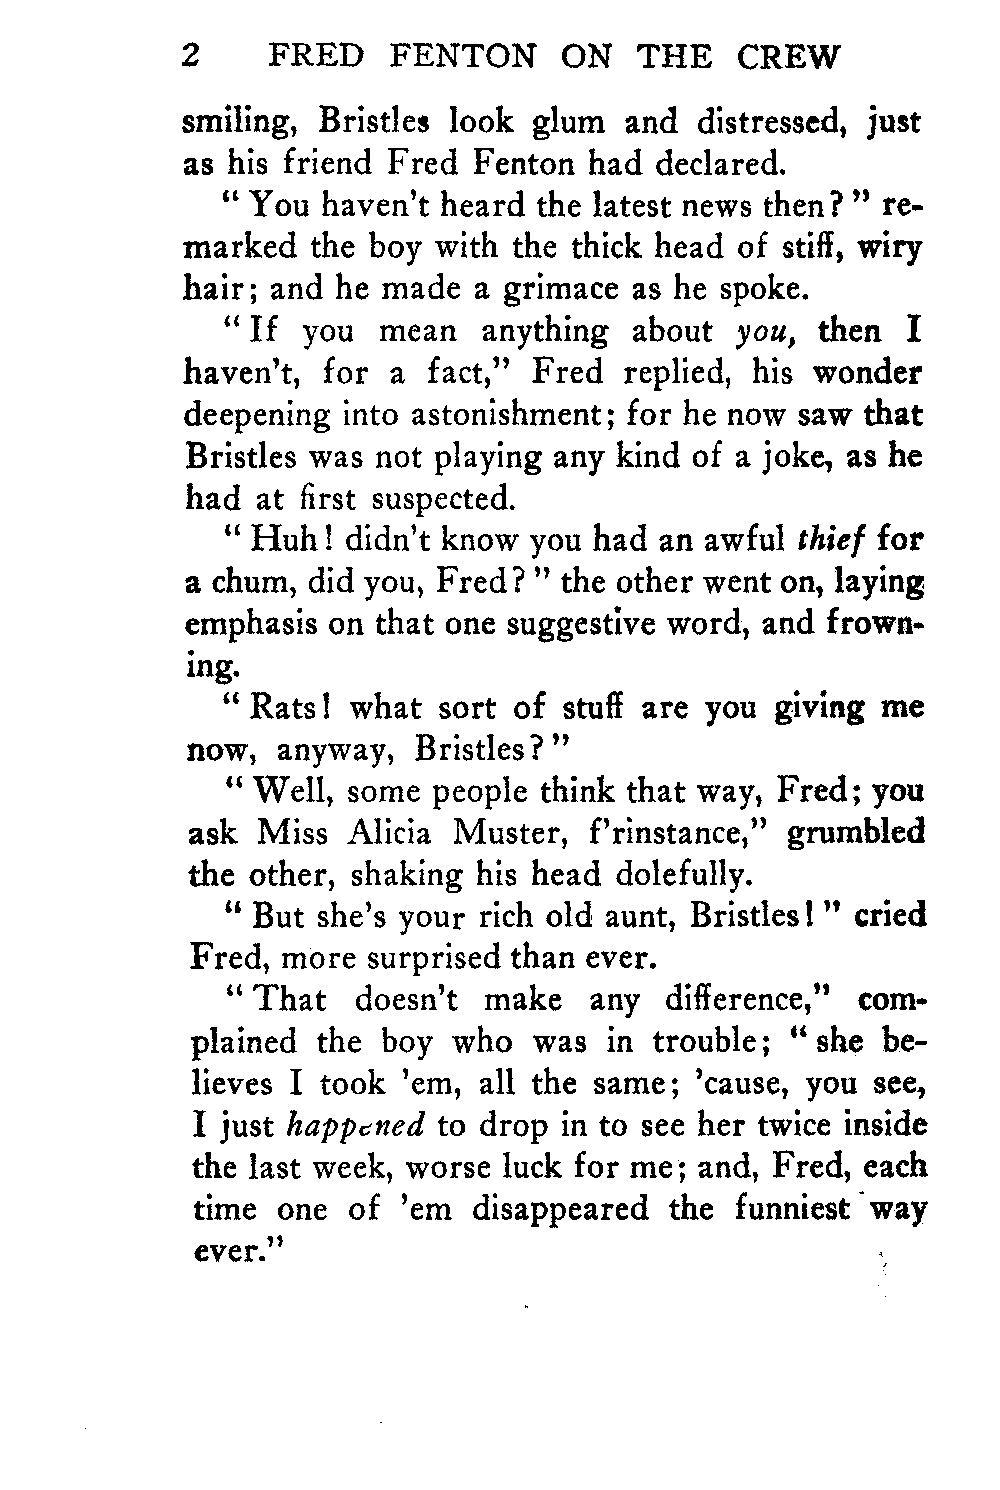 2 FRED FENTON ON THE CREW
smiling, Bristles look glum and distressed, just
as his friend Fred Fenton had declared.
" You haven't heard the latest news then? " re-
marked the boy with the thick head of stiff, wiry
hair; and he made a grimace as he spoke.
" If you mean anything about you, then I
haven't, for a fact," Fred replied, his wonder
deepening into astonishment; for he now saw that
Bristles was not playing any kind of a joke, as he
had at first suspected.
" Huh! didn't know you had an awful thief for
a chum, did you, Fred? " the other went on, laying
emphasis on that one suggestive word, and frown-
ing.
" Rats! what sort of stuff are you giving me
now, anyway, Bristles? "
" Well, some people think that way, Fred; you
ask Miss Alicia Muster, f'rinstance," grumbled
the other, shaking his head dolefully.
" But she's your rich old aunt, Bristles! " cried
Fred, more surprised than ever.
" That doesn't make any difference," com-
plained the boy who was in trouble; " she be-
lieves I took 'em, all the same; 'cause, you see,
I just happened to drop in to see her twice inside
the last week, worse luck for me; and, Fred, each
time one of 'em disappeared the funniest way
ever."